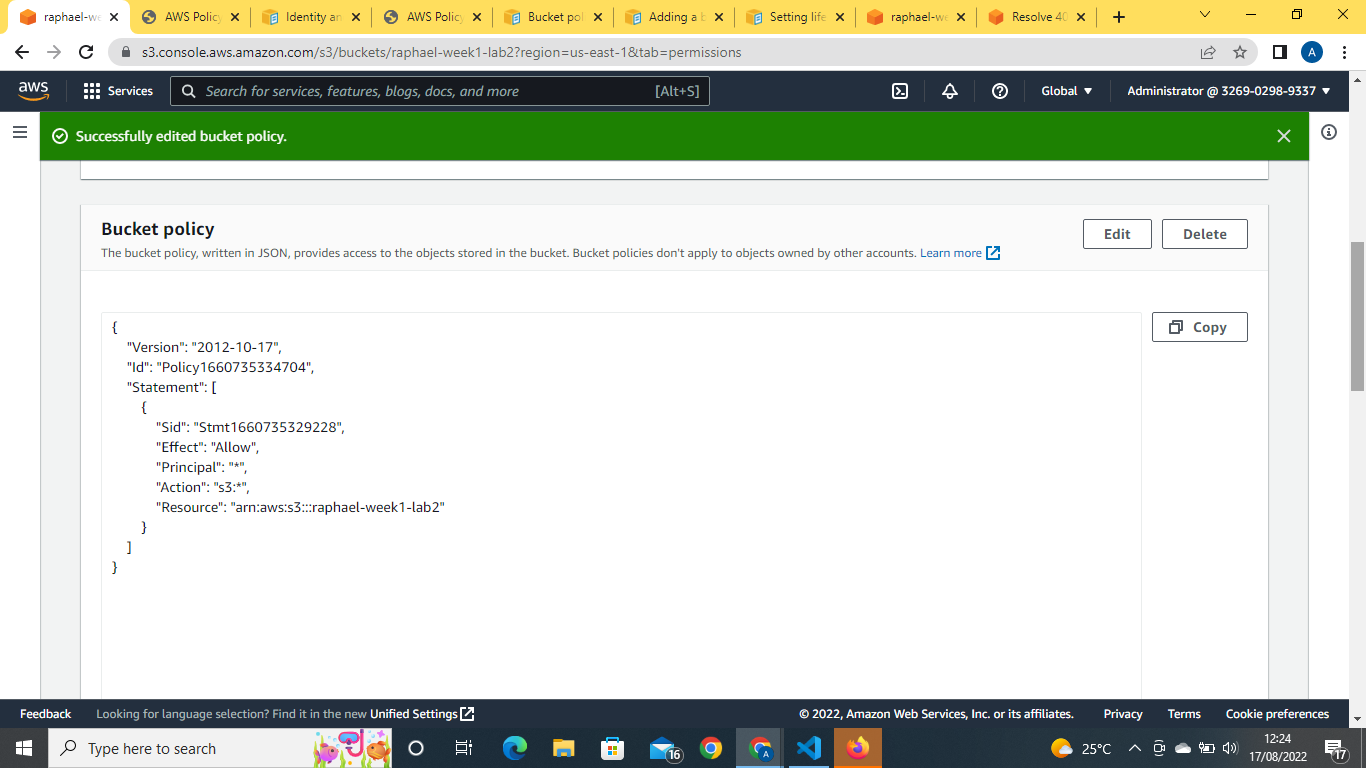 raphael-we
AWS Policy
Identity an
AWS Policy
Bucket pol
Adding a b
Setting life
raphael-we
Resolve 40
s3.console.aws.amazon.com/s3/buckets/raphael-week1-lab2?region=us-east-1&tab=permissions
A
aws
Services
Search for services, features, blogs, docs, and more
[Alt+S]
Global
Administrator @ 3269-0298-9337
Successfully edited bucket policy.
Bucket policy
Edit
Delete
The bucket policy, written in JSON, provides access to the objects stored in the bucket. Bucket policies don't apply to objects owned by other accounts. Learn more
Copy
{
"Version": "2012-10-17",
"Id": "Policy1660735334704",
"Statement": [
{
"Sid": "Stmt1660735329228",
"Effect": "Allow",
"Principal": "*",
"Action": "s3:*",
"Resource": "arn:aws:s3:::raphael-week1-lab2"
}
]
}
Feedback
Looking for language selection? Find it in the new Unified Settings
© 2022, Amazon Web Services, Inc. or its affiliates.
Privacy
Terms
Cookie preferences
Type here to search
16
A
25°C
12:24
17/08/2022
17